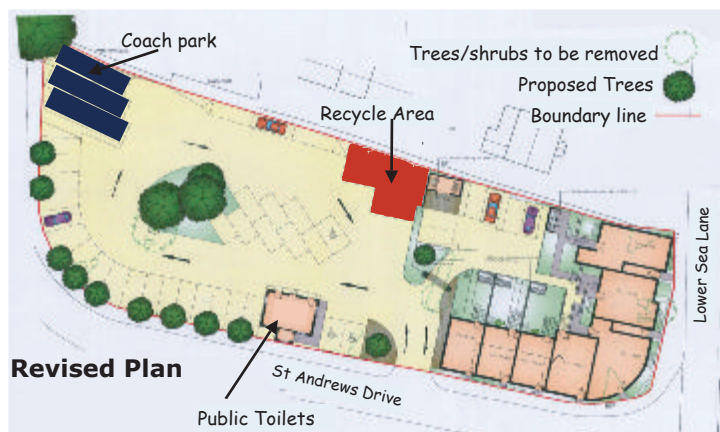 Coach park
Trees/shrubs to be removed
Proposed Trees
Recycle Area
Boundary line
Lower Sea Lane
Revised Plan
St Andrews Drive
Public Toilets